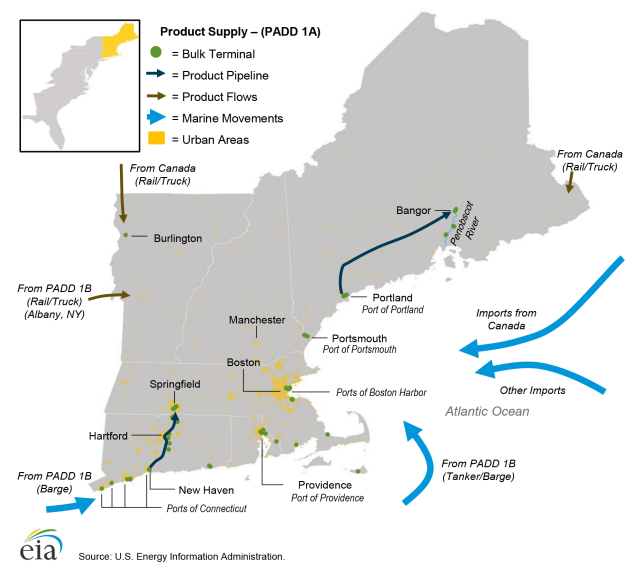 Product Supply – (PADD 1A)
= Bulk Terminal
= Product Pipeline
= Product Flows
= Marine Movements
= Urban Areas
From Canada
(Rail/Truck)
From Canada
(Rail/Truck)
Bangor
Penobscot
River
Burlington
From PADD 1B
(Rail/Truck)
(Albany, NY)
Portland
Port of Portland
Manchester
Imports from
Canada
Portsmouth
Port of Portsmouth
Boston
Springfield
Ports of Boston Harbor
Other Imports
Atlantic Ocean
Hartford
From PADD 1B
(Tanker/Barge)
From PADD 1B
(Barge)
New Haven
Providence
Port of Providence
Ports of Connecticut
eia
Source: U.S. Energy Information Administration.